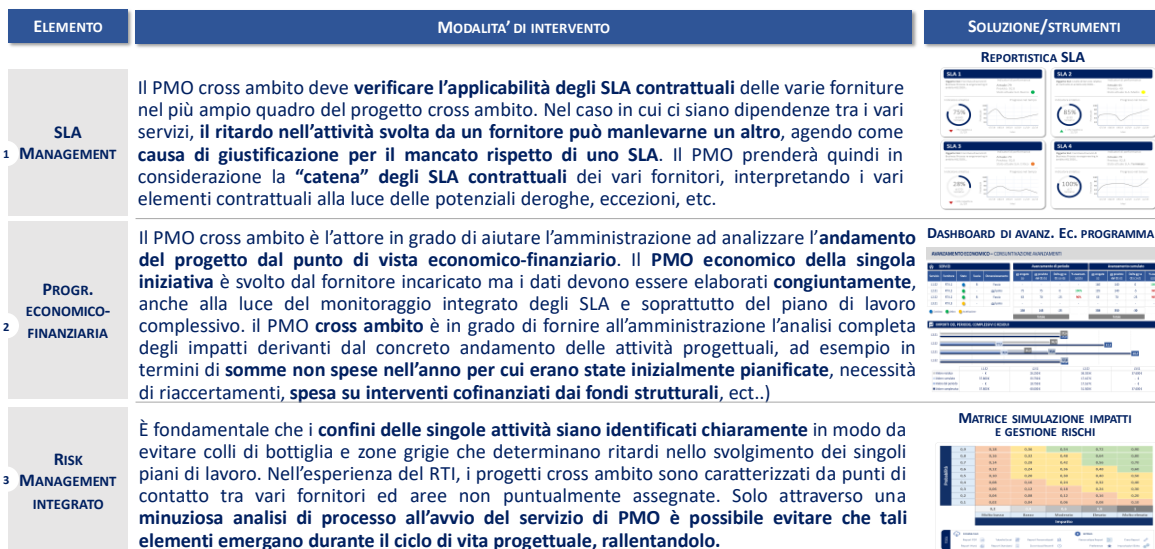 ELEMENTO
MODALITA' DI INTERVENTO
SOLUZIONE/STRUMENTI
1
SLA
MANAGEMENT
Il PMO cross ambito deve verificare l'applicabilità degli SLA contrattuali delle varie forniture
nel più ampio quadro del progetto cross ambito. Nel caso in cui ci siano dipendenze tra i vari
servizi, il ritardo nell'attività svolta da un fornitore può manlevarne un altro, agendo come
causa di giustificazione per il mancato rispetto di uno SLA. Il PMO prenderà quindi in
considerazione la “catena” degli SLA contrattuali dei vari fornitori, interpretando i vari
elementi contrattuali alla luce delle potenziali deroghe, eccezioni, etc.
REPORTISTICA SLA
SLA 1
SLA 2
75%
85%
SLA 3
SLA 4
28%
100%
2
PROGR.
ECONOMICO-
FINANZIARIA
Il PMO cross ambito è l'attore in grado di aiutare l'amministrazione ad analizzare l'andamento
del progetto dal punto di vista economico-finanziario. Il PMO economico della singola
iniziativa è svolto dal fornitore incaricato ma i dati devono essere elaborati congiuntamente,
anche alla luce del monitoraggio integrato degli SLA e soprattutto del piano di lavoro
complessivo. il PMO cross ambito è in grado di fornire all'amministrazione l'analisi completa
degli impatti derivanti dal concreto andamento delle attività progettuali, ad esempio in
termini di somme non spese nell'anno per cui erano state inizialmente pianificate, necessità
di riaccertamenti, spesa su interventi cofinanziati dai fondi strutturali, ect..)
DASHBOARD DI AVANZ. EC. PROGRAMMA
3
RISK
MANAGEMENT
INTEGRATO
È fondamentale che i confini delle singole attività siano identificati chiaramente in modo da
evitare colli di bottiglia e zone grigie che determinano ritardi nello svolgimento dei singoli
piani di lavoro. Nell'esperienza del RTI, i progetti cross ambito sono caratterizzati da punti di
contatto tra vari fornitori ed aree non puntualmente assegnate. Solo attraverso una
minuziosa analisi di processo all'avvio del servizio di PMO è possibile evitare che tali
elementi emergano durante il ciclo di vita progettuale, rallentandolo.
MATRICE SIMULAZIONE IMPATTI
E GESTIONE RISCHI
Probabilità
Impatto